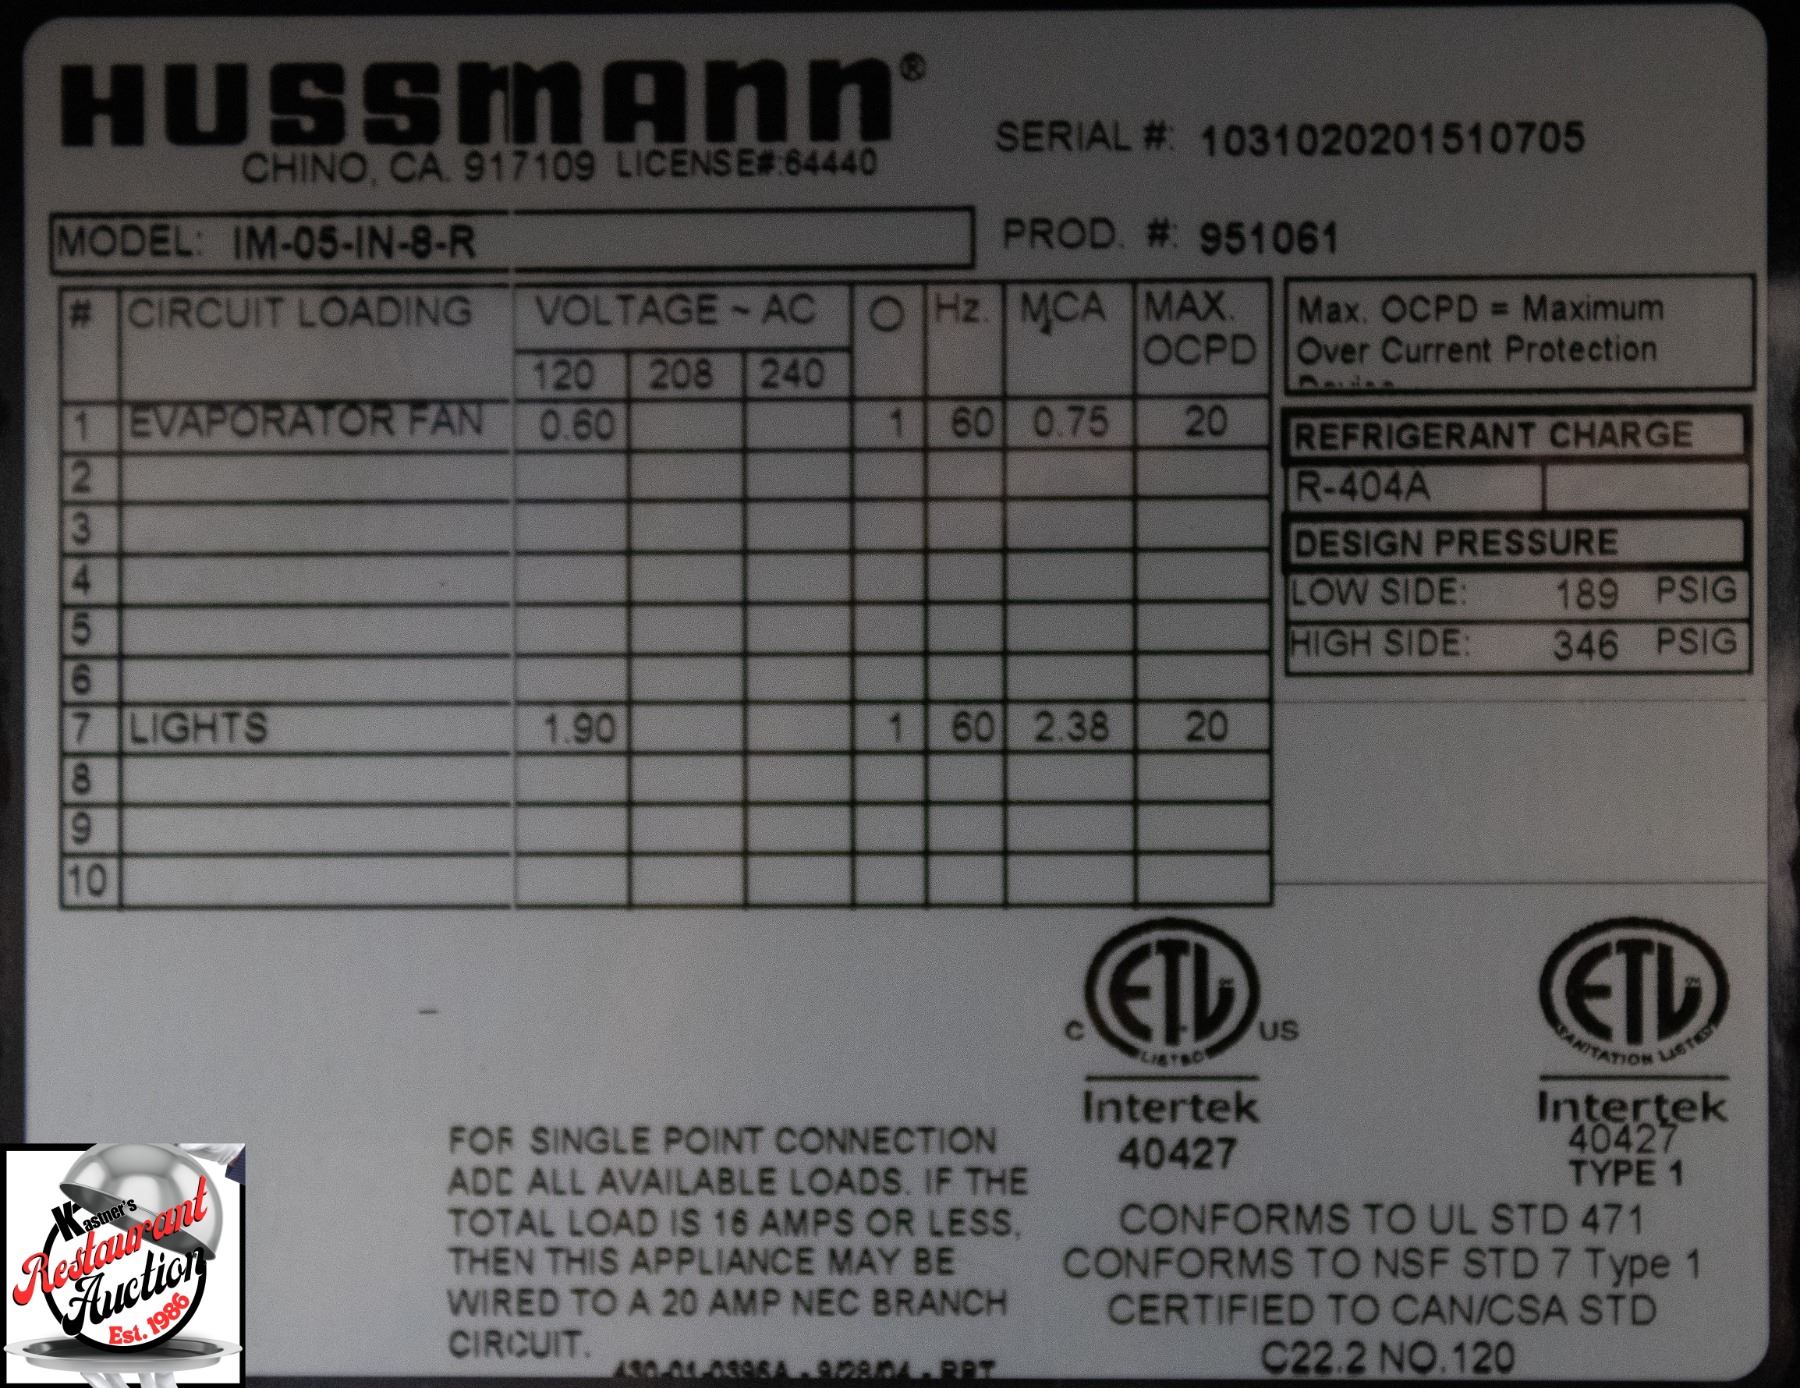 HUSSMANN®
CHINO, CA. 917109 LICENSE#:64440
SERIAL #: 1031020201510705
MODEL: IM-05-IN-8-R
PROD. #: 951061
# CIRCUIT LOADING VOLTAGE ~ AC O Hz. MCA MAX. OCPD
120 208 240
1 EVAPORATOR FAN 0.60 1 60 0.75 20
2
3
4
5
6
7 LIGHTS 1.90 1 60 2.38 20
8
9
10
Max. OCPD = Maximum
Over Current Protection
REFRIGERANT CHARGE
R-404A
DESIGN PRESSURE
LOW SIDE: 189 PSIG
HIGH SIDE: 346 PSIG
ETL
C US
LISTED
Intertek
40427
ETL
SANITATION LISTED
Intertek
40427
TYPE 1
FOR SINGLE POINT CONNECTION
ADD ALL AVAILABLE LOADS. IF THE
TOTAL LOAD IS 16 AMPS OR LESS,
THEN THIS APPLIANCE MAY BE
WIRED TO A 20 AMP NEC BRANCH
CIRCUIT.
CONFORMS TO UL STD 471
CONFORMS TO NSF STD 7 Type 1
CERTIFIED TO CAN/CSA STD
C22.2 NO.120
Kastner's
Restaurant
Auction
Est. 1986